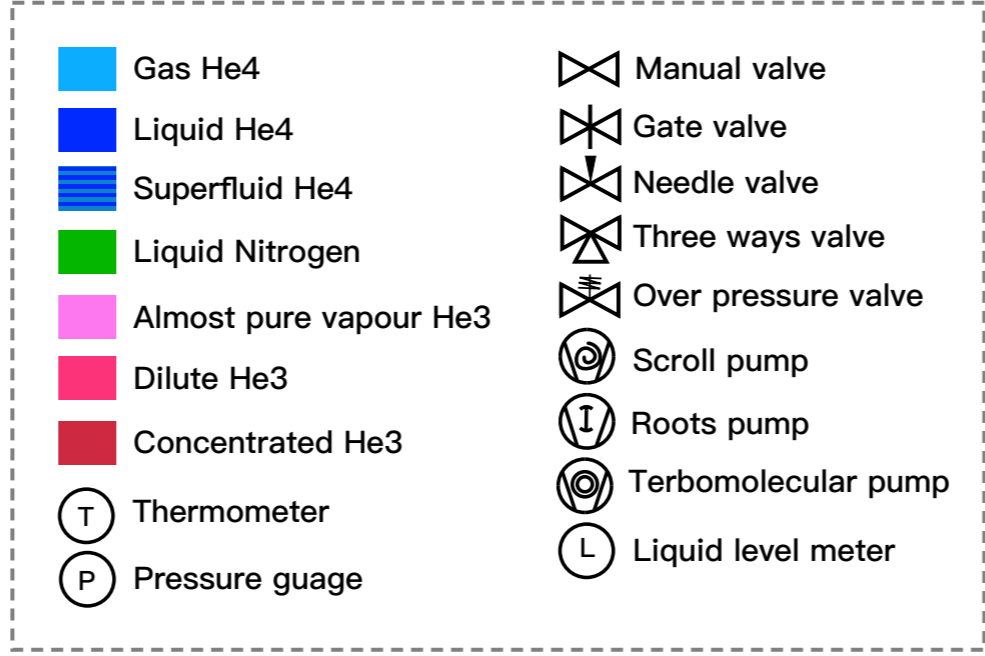 Gas He4
Liquid He4
Superfluid He4
Liquid Nitrogen
Almost pure vapour He3
Dilute He3
Concentrated He3
T Thermometer
P Pressure guage
Manual valve
Gate valve
Needle valve
Three ways valve
Over pressure valve
Scroll pump
Roots pump
Terbomolecular pump
L Liquid level meter